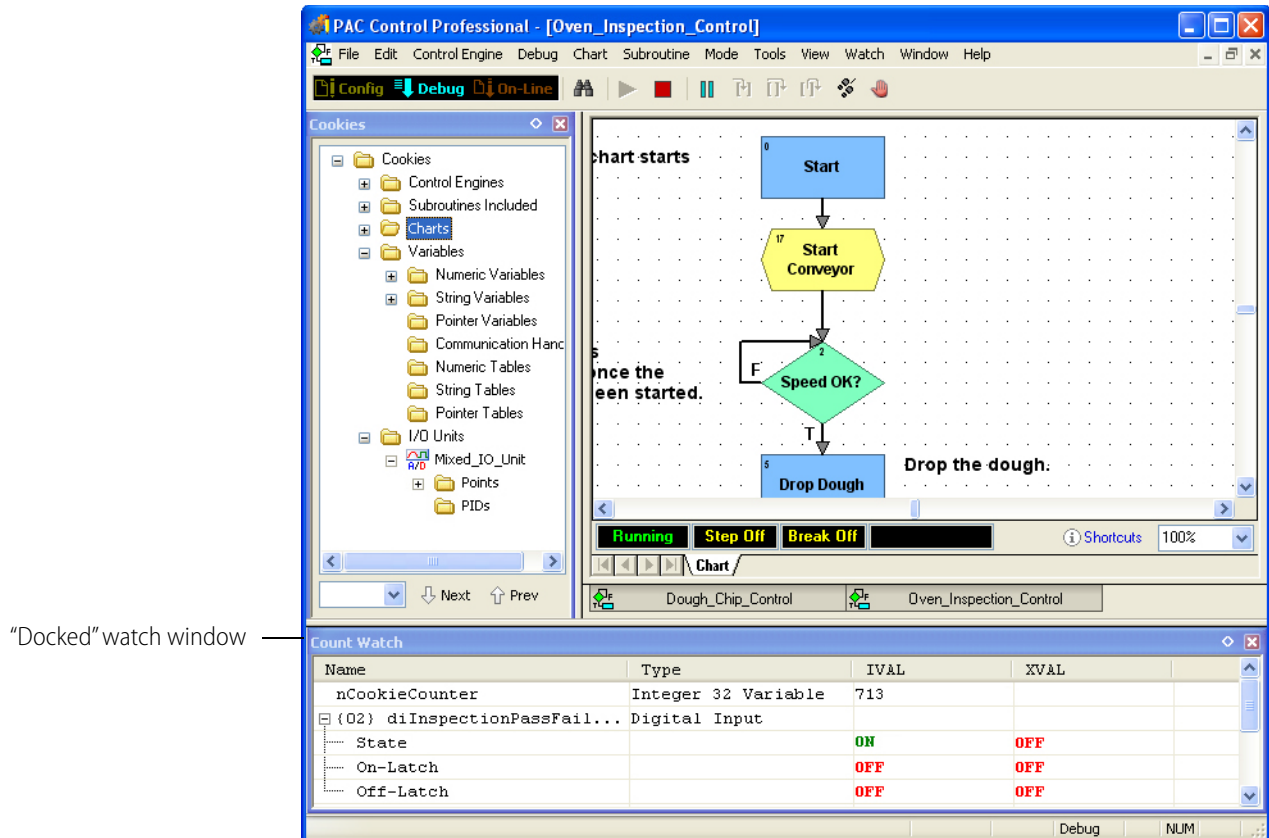 PAC Control Professional - [Oven_Inspection_Control]
File Edit Control Engine Debug Chart Subroutine Mode Tools View Watch Window Help
Config Debug On-Line
Cookies
Cookies
Control Engines
Subroutines Included
Charts
Variables
Numeric Variables
String Variables
Pointer Variables
Communication Hanc
Numeric Tables
String Tables
Pointer Tables
I/O Units
A/D Mixed_IO_Unit
Points
PIDs
Next Prev
chart starts
0
Start
17
Start
Conveyor
s
once the
een started.
F
2
Speed OK?
T
5
Drop Dough
Drop the dough.
Running Step Off Break Off Shortcuts 100%
Chart
Dough_Chip_Control Oven_Inspection_Control
"Docked" watch window
Count Watch
Name Type IVAL XVAL
nCookieCounter Integer 32 Variable 713
{02} diInspectionPassFail... Digital Input
State ON OFF
On-Latch OFF OFF
Off-Latch OFF OFF
Debug NUM